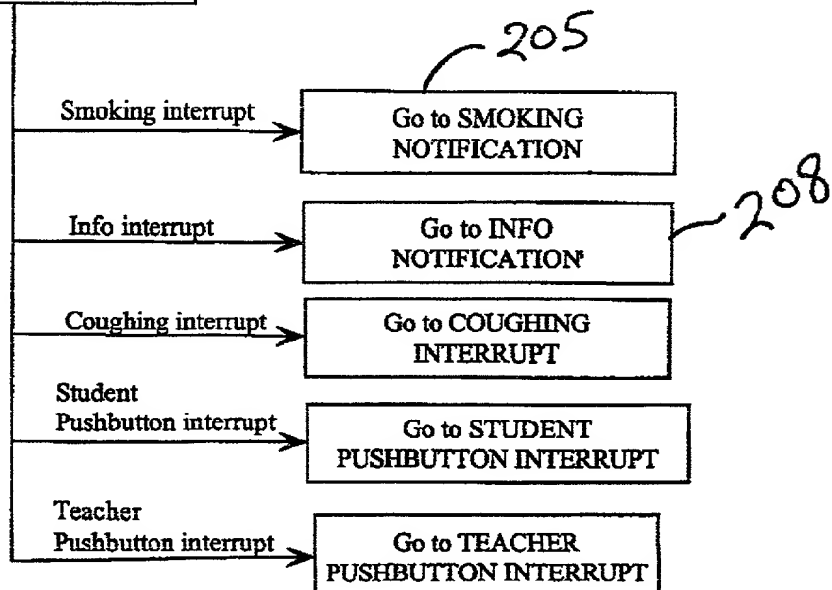 205
Smoking interrupt
Go to SMOKING
NOTIFICATION
208
Info interrupt
Go to INFO
NOTIFICATION
Coughing interrupt
Go to COUGHING
INTERRUPT
Student
Pushbutton interrupt
Go to STUDENT
PUSHBUTTON INTERRUPT
Teacher
Pushbutton interrupt
Go to TEACHER
PUSHBUTTON INTERRUPT